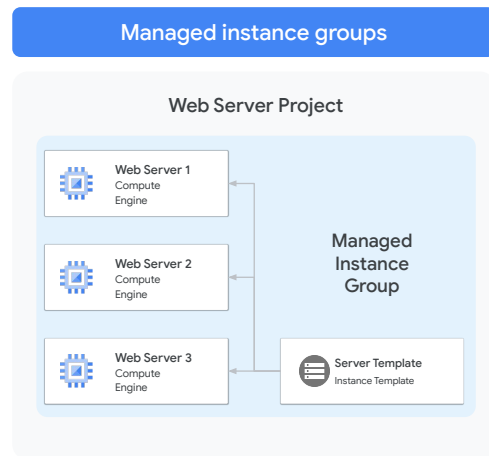 Managed instance groups
Web Server Project
Web Server 1
Compute
Engine
Web Server 2
Compute
Engine
Managed
Instance
Group
Web Server 3
Compute
Engine
Server Template
Instance Template